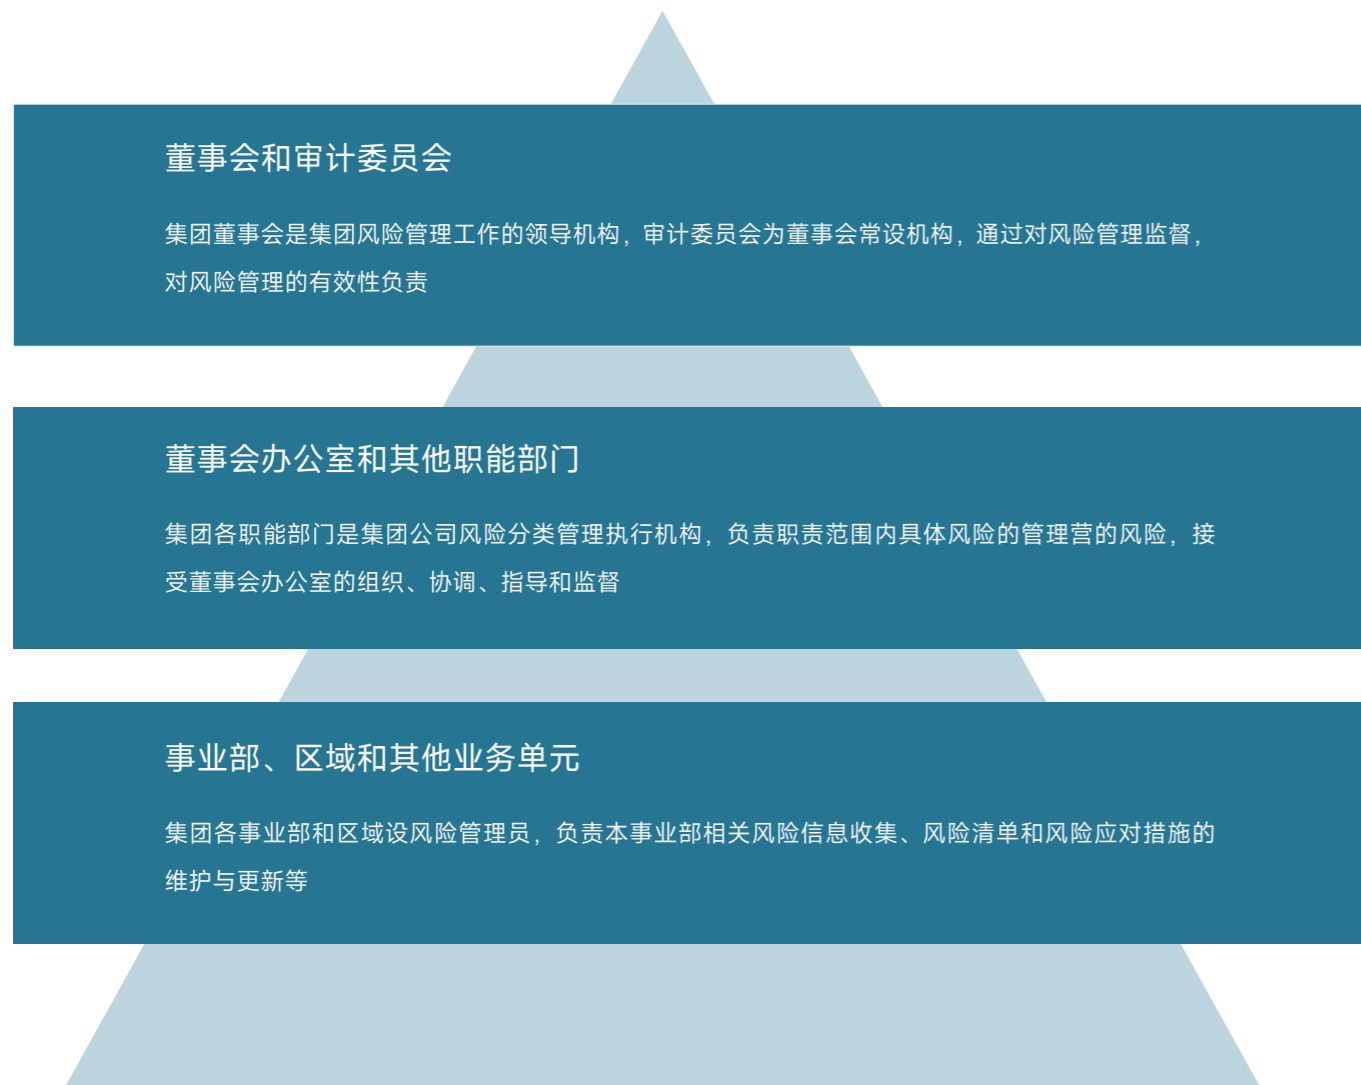 董事会和审计委员会
集团董事会是集团风险管理工作的领导机构，审计委员会为董事会常设机构，通过对风险管理监督，
对风险管理的有效性负责
董事会办公室和其他职能部门
集团各职能部门是集团公司风险分类管理执行机构，负责职责范围内具体风险的管理营的风险，接
受董事会办公室的组织、协调、指导和监督
事业部、区域和其他业务单元
集团各事业部和区域设风险管理员，负责本事业部相关风险信息收集、风险清单和风险应对措施的
维护与更新等